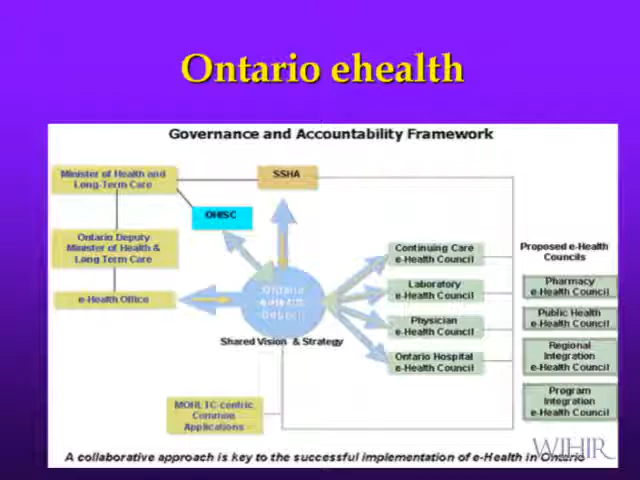 Ontario ehealth
Governance and Accountability Framework
Minister of Health and
Long-Term Care
SSHA
OHISC
Ontario Deputy
Minister of Health &
Long Term Care
e-Health Office
Ontario
e-Health
Council
Shared Vision & Strategy
Continuing Care
e-Health Council
Laboratory
e-Health Council
Physician
e-Health Council
Ontario Hospital
e-Health Council
Proposed e-Health
Councils
Pharmacy
e-Health Council
Public Health
e-Health Council
Regional
Integration
e-Health Council
Program
Integration
e-Health Council
MOHLTC-centric
Common
Applications
WIHIR
A collaborative approach is key to the successful implementation of e-Health in Ontario